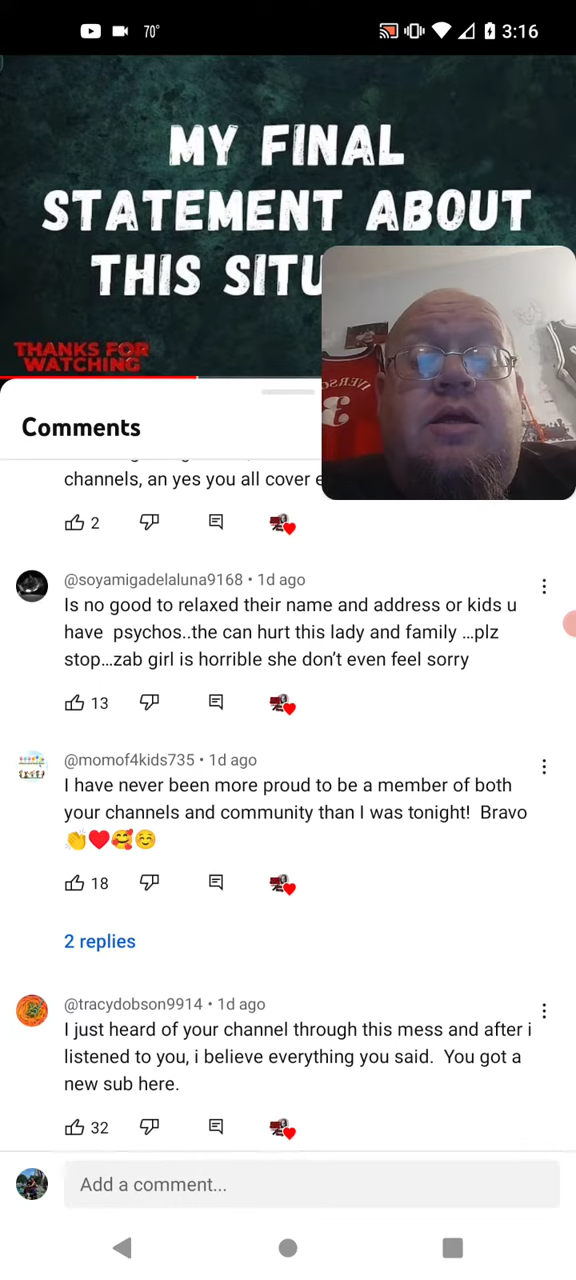 70°
3:16
MY FINAL
STATEMENT ABOUT
THIS SITU
THANKS FOR
WATCHING
IVERSON
3
Comments
channels, an yes you all cover e
2
@soyamigadelaluna9168 • 1d ago
Is no good to relaxed their name and address or kids u
have psychos..the can hurt this lady and family ...plz
stop...zab girl is horrible she don't even feel sorry
13
@momof4kids735 • 1d ago
I have never been more proud to be a member of both
your channels and community than I was tonight! Bravo
👏❤️🥰☺️
18
2 replies
@tracydobson9914 • 1d ago
I just heard of your channel through this mess and after i
listened to you, i believe everything you said. You got a
new sub here.
32
Add a comment...